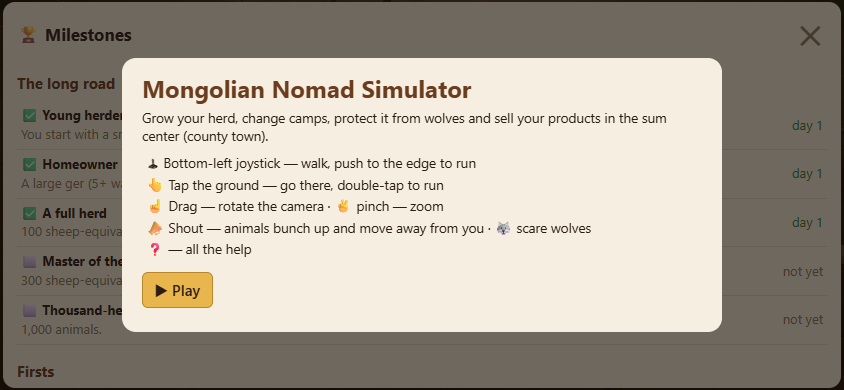 Milestones
The long road
Young herder
You start with a sm
day 1
Homeowner
A large ger (5+ wa
day 1
A full herd
100 sheep-equiva
day 1
Master of the
300 sheep-equiva
not yet
Thousand-he
1,000 animals.
not yet
Firsts
Mongolian Nomad Simulator
Grow your herd, change camps, protect it from wolves and sell your products in the sum
center (county town).
Bottom-left joystick — walk, push to the edge to run
Tap the ground — go there, double-tap to run
Drag — rotate the camera · pinch — zoom
Shout — animals bunch up and move away from you · scare wolves
❓ — all the help
▶ Play